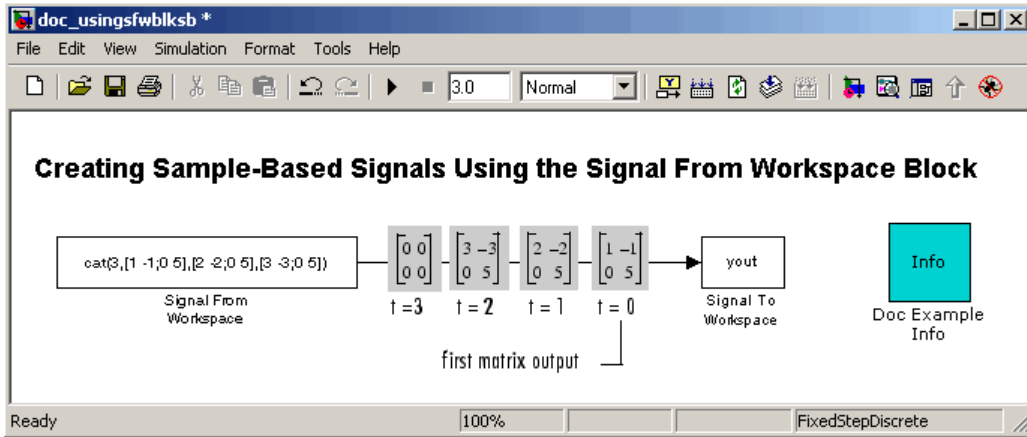 doc_usingsfwblksb *
File Edit View Simulation Format Tools Help
3.0 Normal
Creating Sample-Based Signals Using the Signal From Workspace Block
cat(3,[1 -1;0 5],[2 -2;0 5],[3 -3;0 5])
0 0 3 -3 2 -2 1 -1
0 0 0 5 0 5 0 5
yout
Info
Signal From
Workspace
t =3 t = 2 t = 1 t = 0
Signal To
Workspace
Doc Example
Info
first matrix output
Ready 100% FixedStepDiscrete